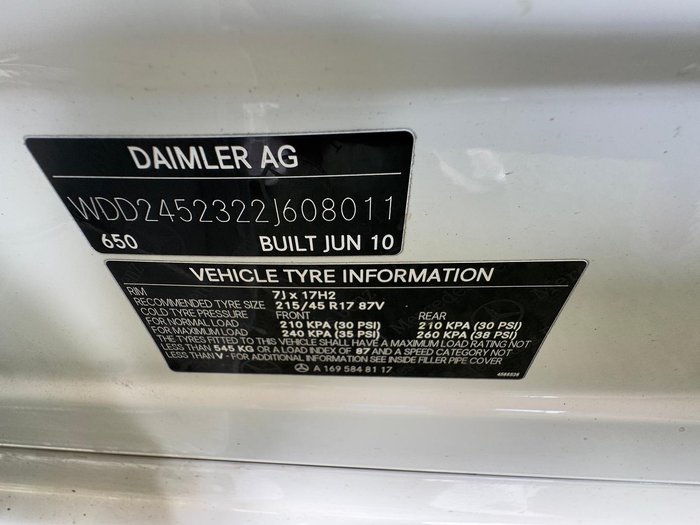 DAIMLER AG
WDD2452322J608011
650 BUILT JUN 10
VEHICLE TYRE INFORMATION
RIM 7J x 17H2
RECOMMENDED TYRE SIZE 215/45 R17 87V
COLD TYRE PRESSURE FRONT REAR
FOR NORMAL LOAD 210 KPA (30 PSI) 210 KPA (30 PSI)
FOR MAXIMUM LOAD 240 KPA (35 PSI) 260 KPA (38 PSI)
THE TYRES FITTED TO THIS VEHICLE SHALL HAVE A MAXIMUM LOAD RATING NOT
LESS THAN 545 KG OR A LOAD INDEX OF 87 AND A SPEED CATEGORY NOT
LESS THAN V - FOR ADDITIONAL INFORMATION SEE INSIDE FILLER PIPE COVER
A 169 584 81 17